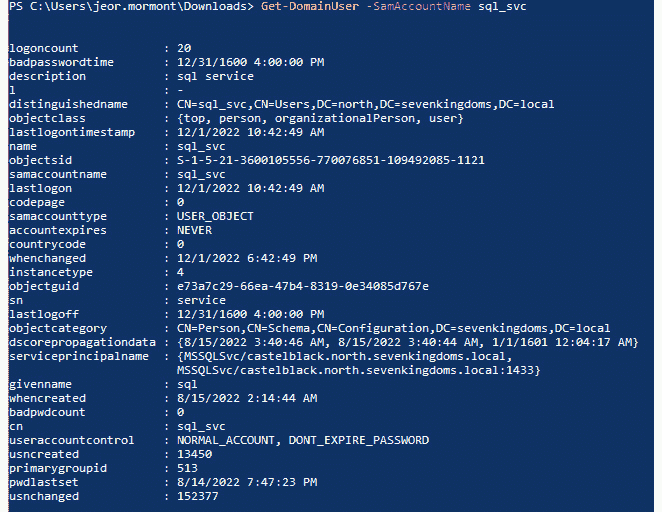 PS C:\Users\jeor.mormont\Downloads> Get-DomainUser -SamAccountName sql_svc
logoncount : 20
badpasswordtime : 12/31/1600 4:00:00 PM
description : sql service
l : -
distinguishedname : CN=sql_svc,CN=Users,DC=north,DC=sevenkingdoms,DC=local
objectclass : {top, person, organizationalPerson, user}
lastlogontimestamp : 12/1/2022 10:42:49 AM
name : sql_svc
objectsid : S-1-5-21-3600105556-770076851-109492085-1121
samaccountname : sql_svc
lastlogon : 12/1/2022 10:42:49 AM
codepage : 0
samaccounttype : USER_OBJECT
accountexpires : NEVER
countrycode : 0
whenchanged : 12/1/2022 6:42:49 PM
instancetype : 4
objectguid : e73a7c29-66ea-47b4-8319-0e34085d767e
sn : service
lastlogoff : 12/31/1600 4:00:00 PM
objectcategory : CN=Person,CN=Schema,CN=Configuration,DC=sevenkingdoms,DC=local
dscorepropagationdata : {8/15/2022 3:40:46 AM, 8/15/2022 3:40:44 AM, 1/1/1601 12:04:17 AM}
serviceprincipalname : {MSSQLSvc/castelblack.north.sevenkingdoms.local,
MSSQLSvc/castelblack.north.sevenkingdoms.local:1433}
givenname : sql
whencreated : 8/15/2022 2:14:44 AM
badpwdcount : 0
cn : sql_svc
useraccountcontrol : NORMAL_ACCOUNT, DONT_EXPIRE_PASSWORD
usncreated : 13450
primarygroupid : 513
pwdlastset : 8/14/2022 7:47:23 PM
usnchanged : 152377